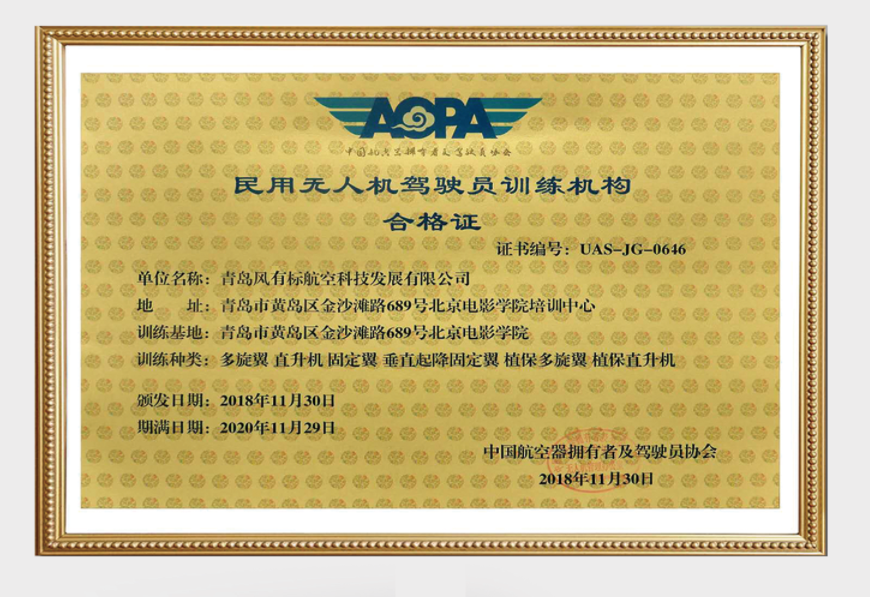 AOPA
中国航空器拥有者及驾驶员协会
民用无人机驾驶员训练机构
合格证
证书编号：UAS-JG-0646
单位名称：青岛风有标航空科技发展有限公司
地 址：青岛市黄岛区金沙滩路689号北京电影学院培训中心
训练基地：青岛市黄岛区金沙滩路689号北京电影学院
训练种类：多旋翼 直升机 固定翼 垂直起降固定翼 植保多旋翼 植保直升机
颁发日期：2018年11月30日
期满日期：2020年11月29日
中国航空器拥有者及驾驶员协会
2018年11月30日